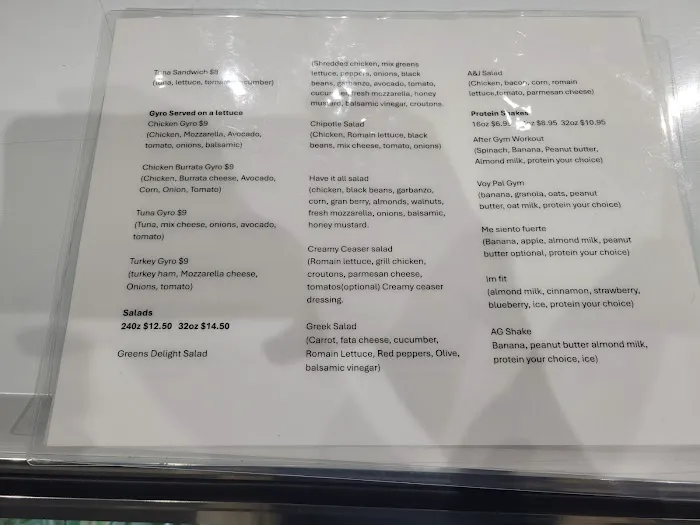 Tuna Sandwich $8
(tuna, lettuce, tomato, cucumber)
Gyro Served on a lettuce
Chicken Gyro $9
(Chicken, Mozzarella, Avocado,
tomato, onions, balsamic)
Chicken Burrata Gyro $9
(Chicken, Burrata cheese, Avocado,
Corn, Onion, Tomato)
Tuna Gyro $9
(Tuna, mix cheese, onions, avocado,
tomato)
Turkey Gyro $9
(turkey ham, Mozzarella cheese,
Onions, tomato)
Salads
24oz $12.50 32oz $14.50
Greens Delight Salad
(Shredded chicken, mix greens
lettuce, peppers, onions, black
beans, garbanzo, avocado, tomato,
cucumber, fresh mozzarella, honey
mustard, balsamic vinegar, croutons.
Chipotle Salad
(Chicken, Romain lettuce, black
beans, mix cheese, tomato, onions)
Have it all salad
(chicken, black beans, garbanzo,
corn, gran berry, almonds, walnuts,
fresh mozzarella, onions, balsamic,
honey mustard.
Creamy Ceaser salad
(Romain lettuce, grill chicken,
croutons, parmesan cheese,
tomatos(optional) Creamy ceaser
dressing.
Greek Salad
(Carrot, fata cheese, cucumber,
Romain Lettuce, Red peppers, Olive,
balsamic vinegar)
A&J Salad
(Chicken, bacon, corn, romain
lettuce,tomato, parmesan cheese)
Protein Shakes
16oz $8.95 32oz $10.95
After Gym Workout
(Spinach, Banana, Peanut butter,
Almond milk, protein your choice)
Voy Pal Gym
(banana, granola, oats, peanut
butter, oat milk, protein your choice)
Me siento fuerte
(Banana, apple, almond milk, peanut
butter optional, protein your choice)
Im fit
(almond milk, cinnamon, strawberry,
blueberry, ice, protein your choice)
AG Shake
Banana, peanut butter almond milk,
protein your choice, ice)